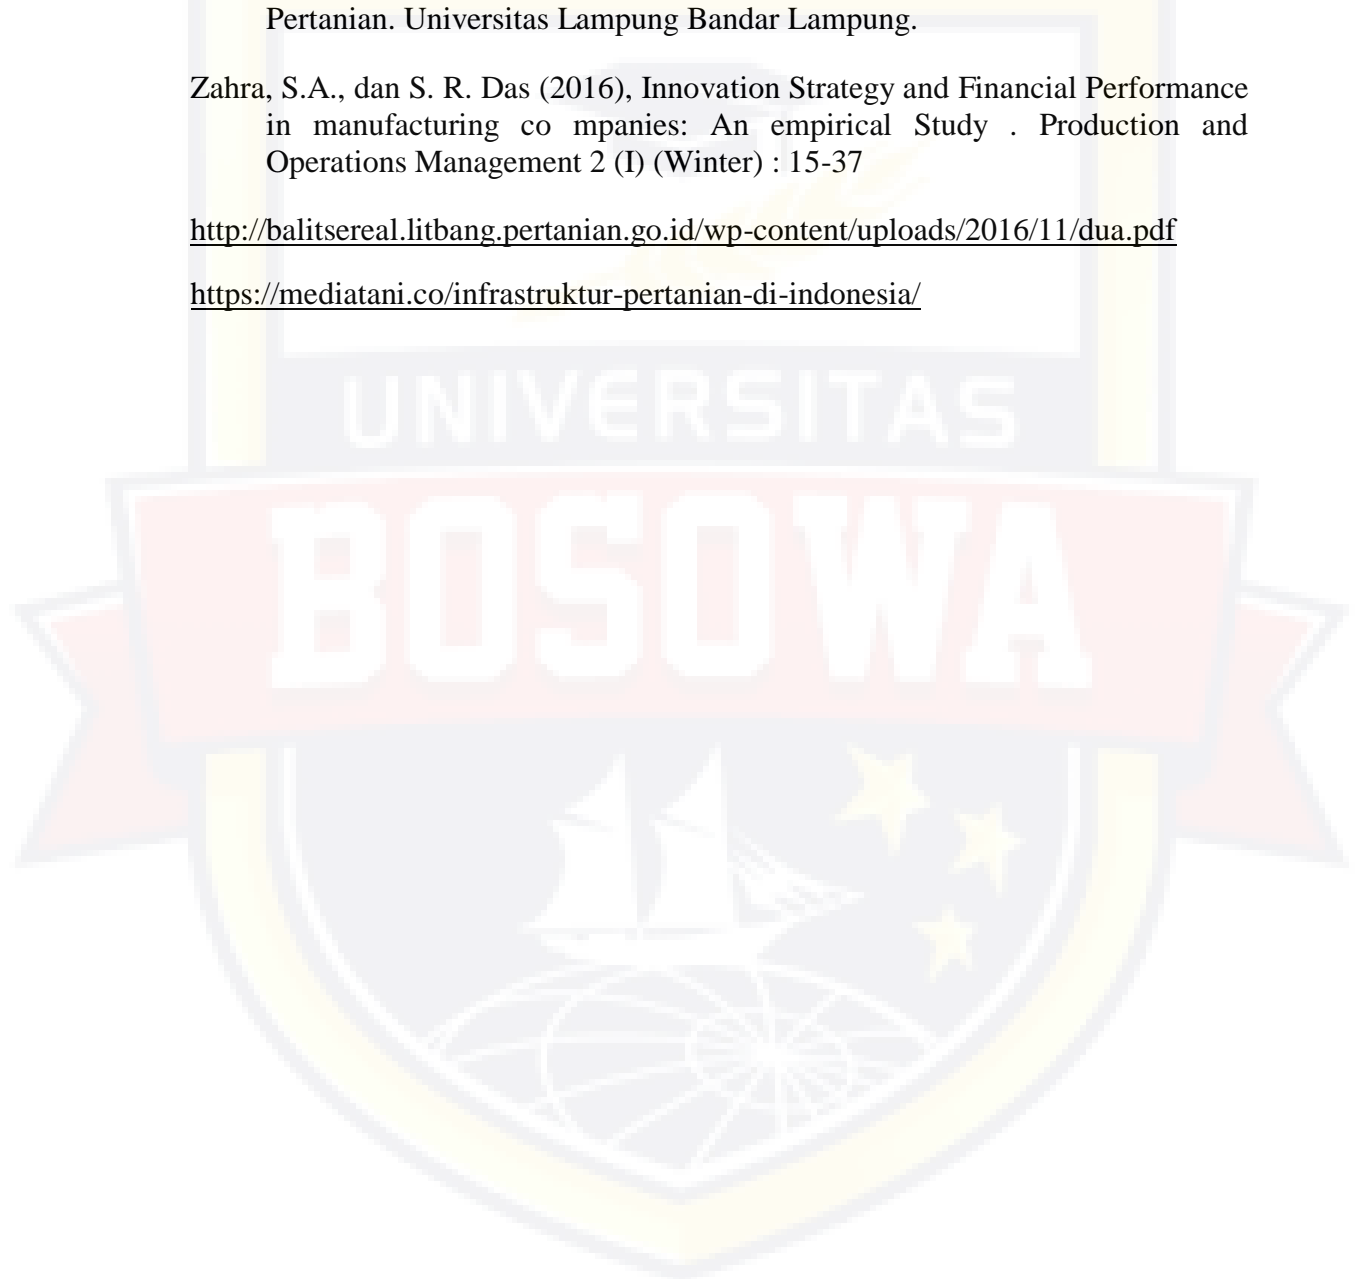 Pertanian. Universitas Lampung Bandar Lampung.
Zahra, S.A., dan S. R. Das (2016), Innovation Strategy and Financial Performance
in manufacturing co mpanies: An empirical Study . Production and
Operations Management 2 (I) (Winter) : 15-37
http://balitsereal.litbang.pertanian.go.id/wp-content/uploads/2016/11/dua.pdf
https://mediatani.co/infrastruktur-pertanian-di-indonesia/
UNIVERSITAS
BOSOWA